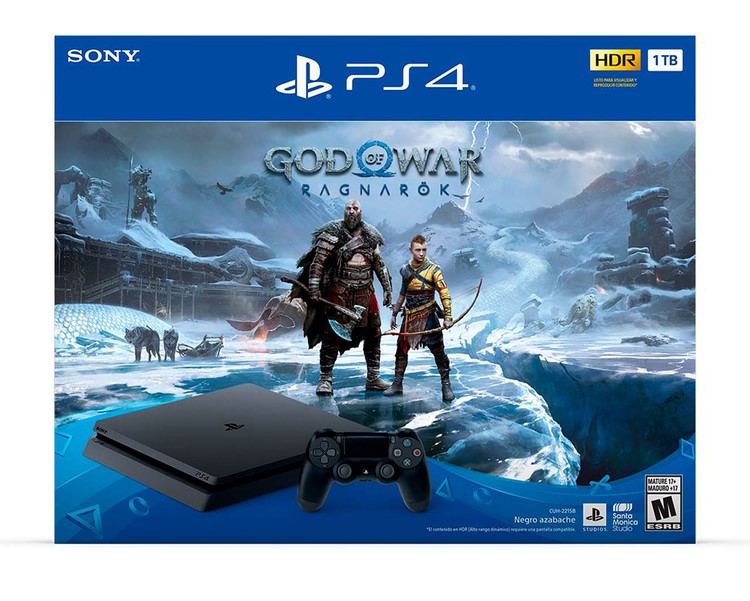 SONY
PS4
HDR
1TB
LISTO PARA VISUALIZAR Y
REPRODUCIR CONTENIDO*
GOD OF WAR
RAGNARÖK
SONY
PS4
CUH-2215B
Negro azabache
*El contenido en HDR (Alto rango dinámico) requiere una pantalla compatible.
STUDIOS
Santa
Monica
Studio
MATURE 17+
MADURO +17
M
ESRB